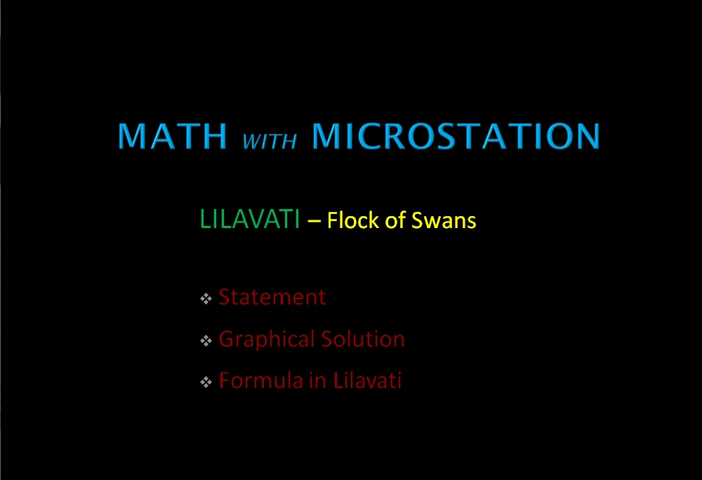 MATH WITH MICROSTATION
LILAVATI – Flock of Swans
❖ Statement
❖ Graphical Solution
❖ Formula in Lilavati